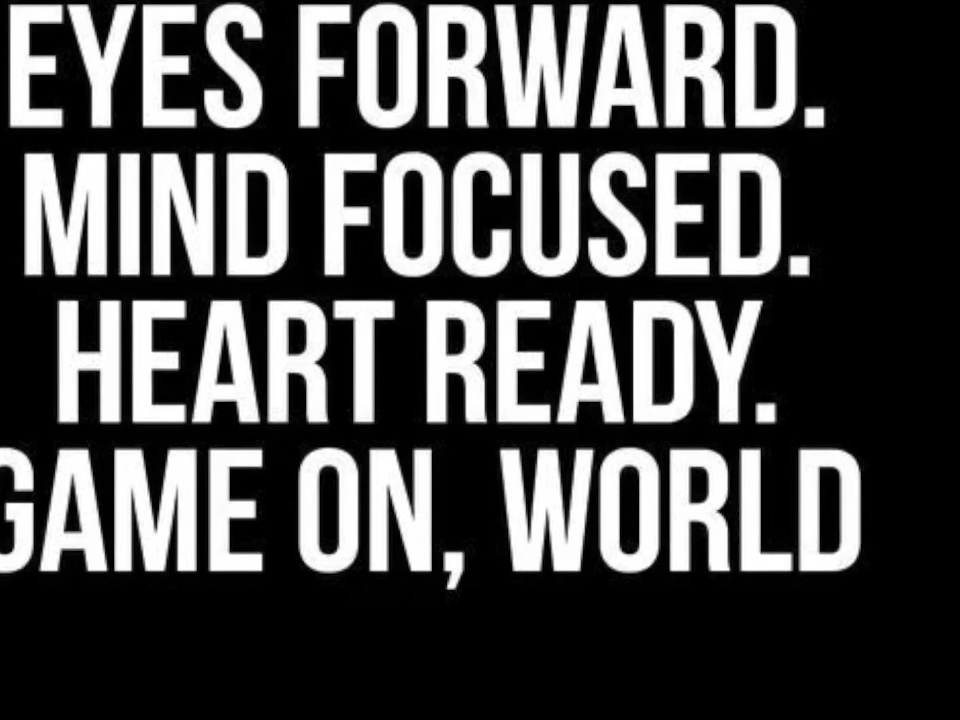 EYES FORWARD.
MIND FOCUSED.
HEART READY.
GAME ON, WORLD